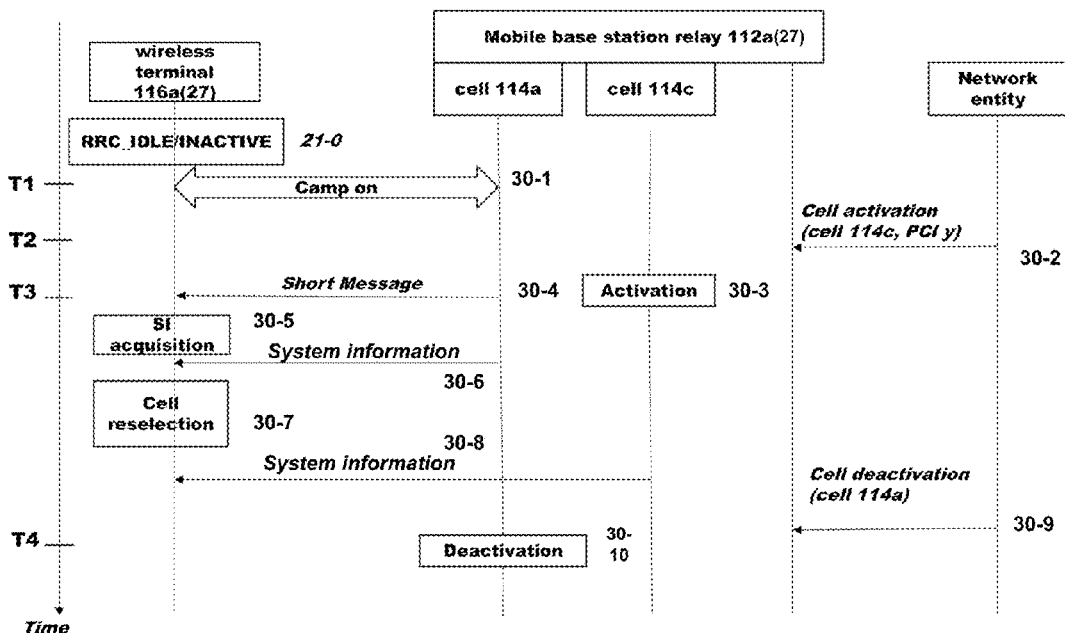 Mobile base station relay 112a(27)
wireless
terminal
116a(27)
cell 114a
cell 114c
Network
entity
RRC_IDLE/INACTIVE
21-0
T1
Camp on
30-1
Cell activation
(cell 114c, PCI y)
T2
30-2
T3
Short Message
30-4
Activation
30-3
SI
acquisition
30-5
System information
30-6
Cell
reselection
30-7
30-8
System information
Cell deactivation
(cell 114a)
30-9
T4
Deactivation
30-
10
Time